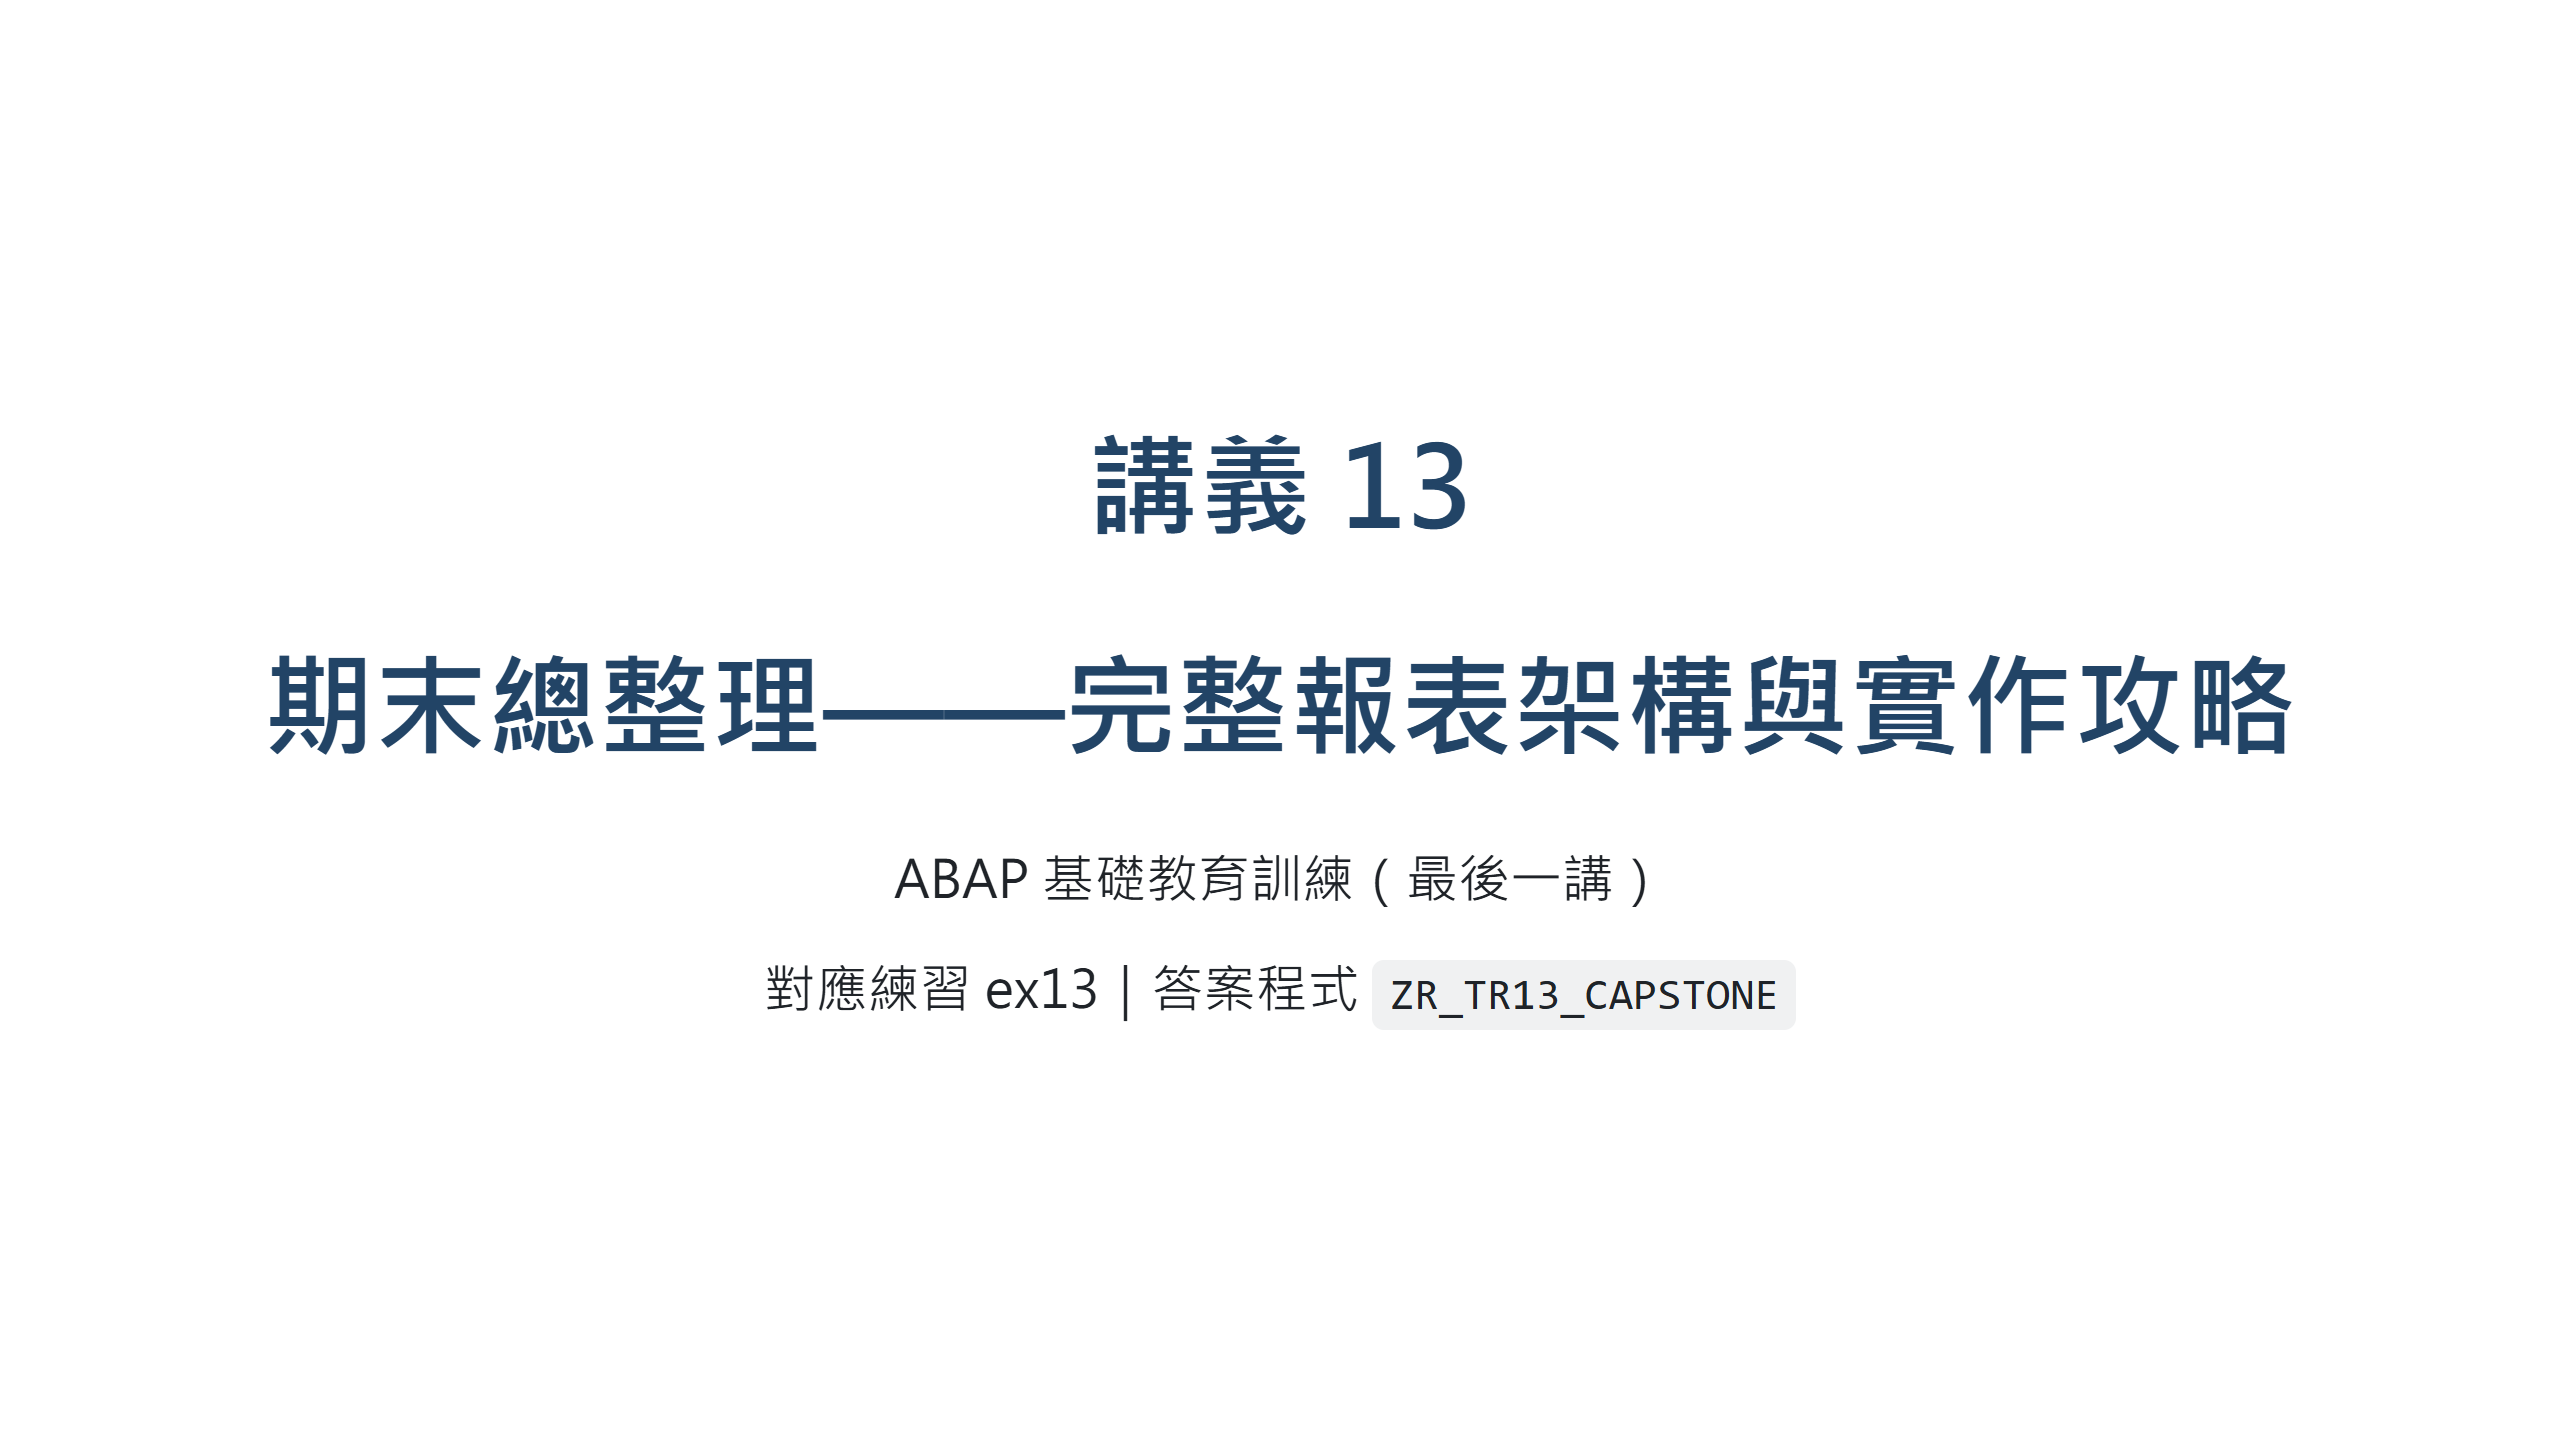 講義 13
期末總整理——完整報表架構與實作攻略
ABAP 基礎教育訓練（最後一講）
對應練習 ex13｜答案程式 ZR_TR13_CAPSTONE